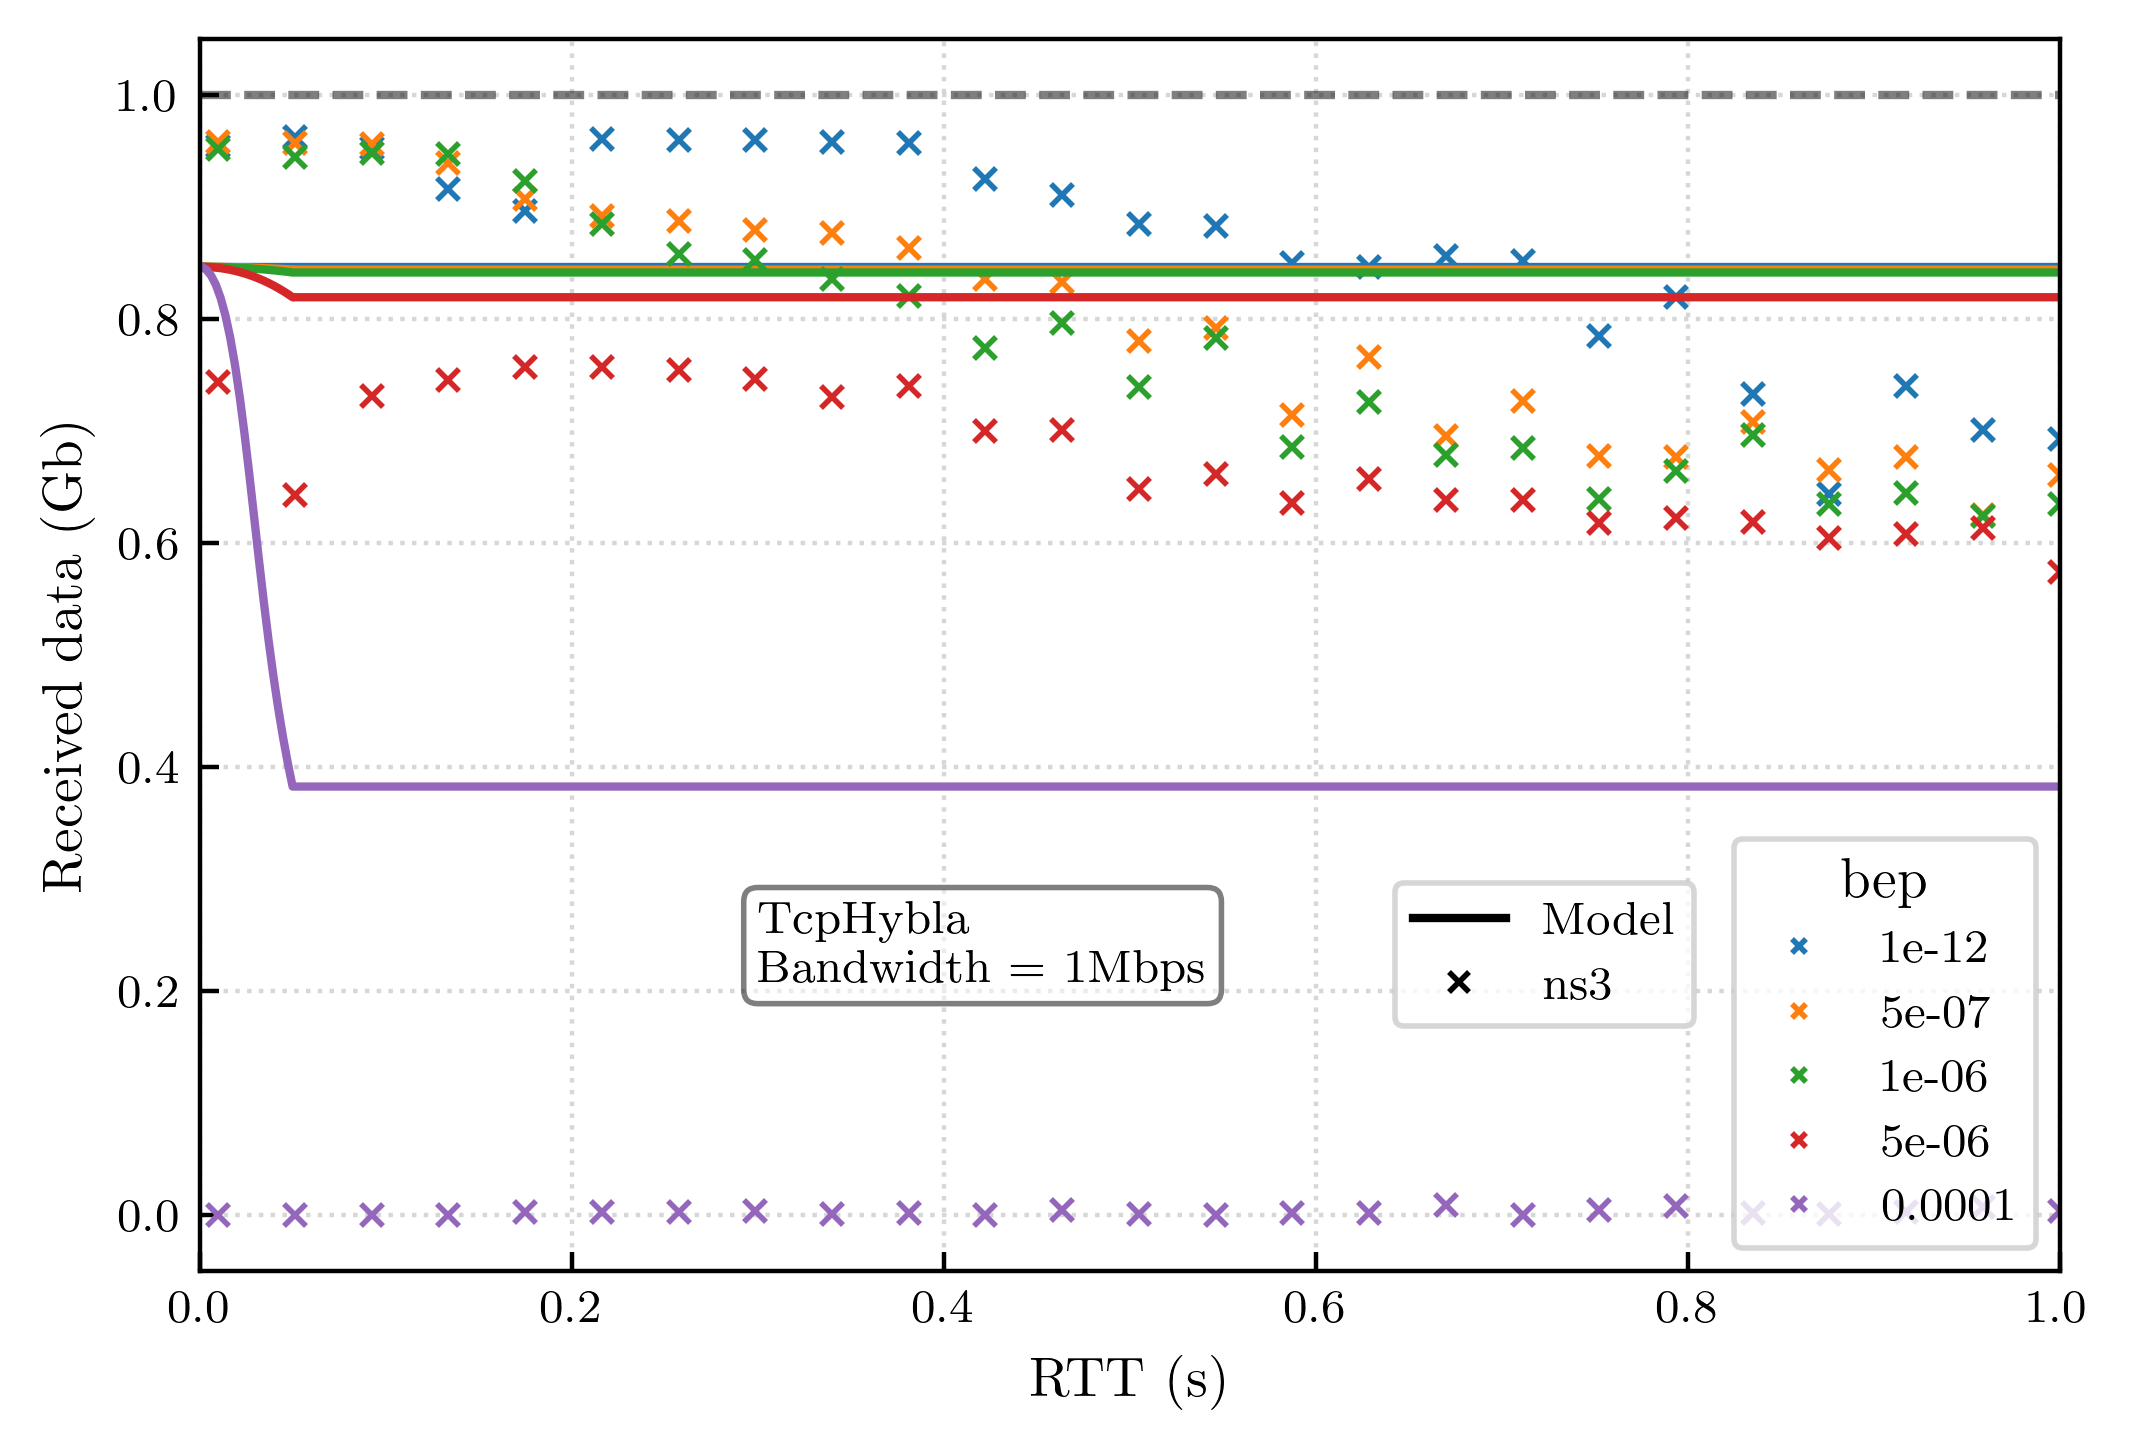 1.0
0.8
0.6
0.4
0.2
0.0
Received data (Gb)
TcpHybla
Bandwidth = 1Mbps
Model
ns3
bep
1e-12
5e-07
1e-06
5e-06
0.0001
0.0
0.2
0.4
0.6
0.8
1.0
RTT (s)